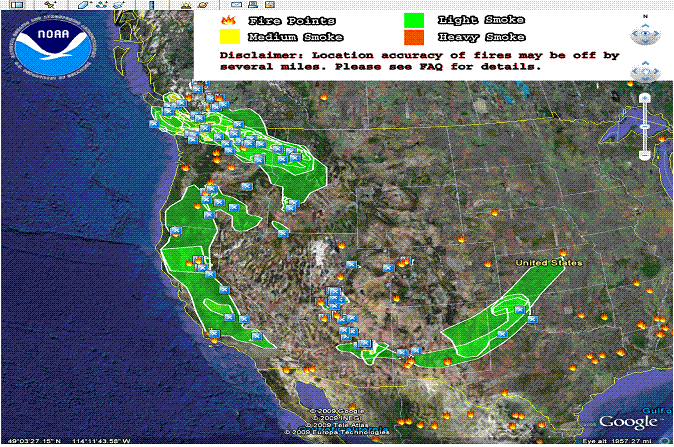 Fire Points
Light Smoke
Medium Smoke
Heavy Smoke
Disclaimer: Location accuracy of fires may be off by
several miles. Please see FAQ for details.
NOAA
N
United States
© 2009 Google
© 2009 INEGI
© 2009 Tele Atlas
© 2009 Europa Technologies
Gulf o
Google
49°03'27.15" N 114°11'43.58" W
Eye alt 1957.27 mi